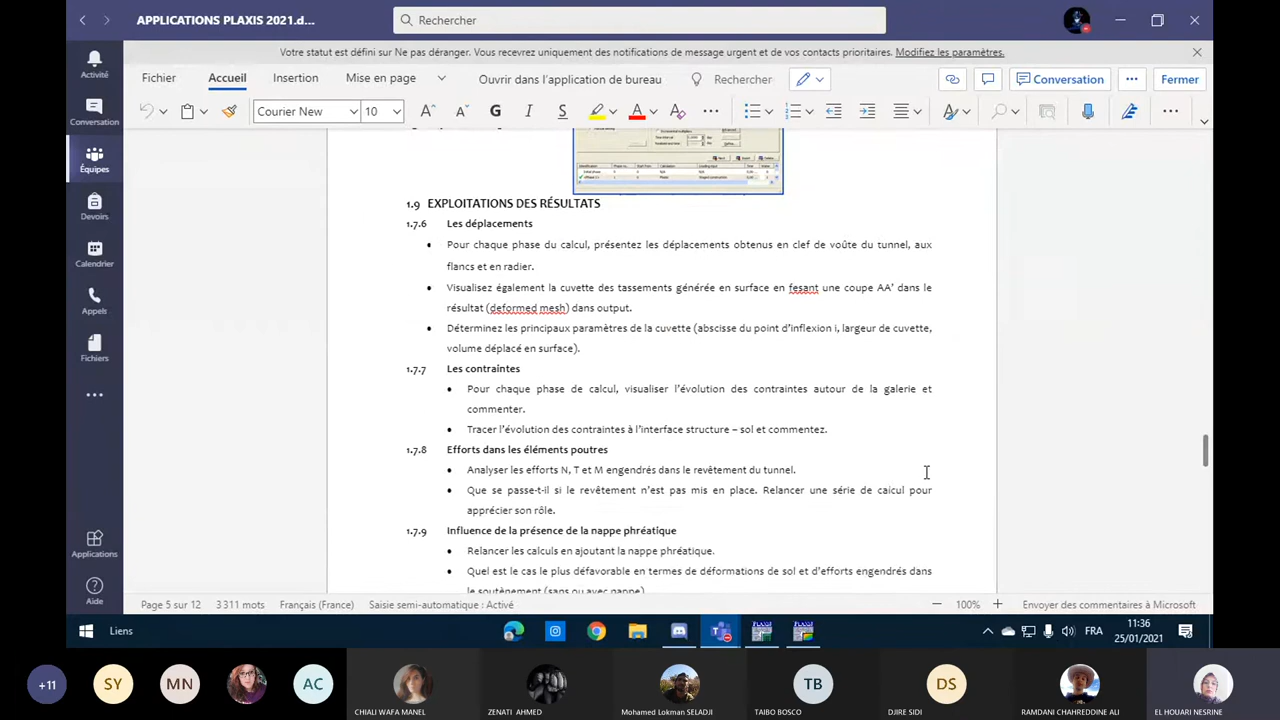 APPLICATIONS PLAXIS 2021.d...
Rechercher
Votre statut est défini sur Ne pas déranger. Vous recevrez uniquement des notifications de message urgent et de vos contacts prioritaires. Modifiez les paramètres.
Activité
Conversation
Équipes
Devoirs
Calendrier
Appels
Fichiers
Applications
Aide
Fichier Accueil Insertion Mise en page Ouvrir dans l'application de bureau Rechercher Conversation Fermer
Courier New 10 G I S
1.9 EXPLOITATIONS DES RÉSULTATS
1.7.6 Les déplacements
• Pour chaque phase du calcul, présentez les déplacements obtenus en clef de voûte du tunnel, aux
flancs et en radier.
• Visualisez également la cuvette des tassements générée en surface en fesant une coupe AA' dans le
résultat (deformed mesh) dans output.
• Déterminez les principaux paramètres de la cuvette (abscisse du point d'inflexion i, largeur de cuvette,
volume déplacé en surface).
1.7.7 Les contraintes
• Pour chaque phase de calcul, visualiser l'évolution des contraintes autour de la galerie et
commenter.
• Tracer l'évolution des contraintes à l'interface structure – sol et commentez.
1.7.8 Efforts dans les éléments poutres
• Analyser les efforts N, T et M engendrés dans le revêtement du tunnel.
• Que se passe-t-il si le revêtement n'est pas mis en place. Relancer une série de calcul pour
apprécier son rôle.
1.7.9 Influence de la présence de la nappe phréatique
• Relancer les calculs en ajoutant la nappe phréatique.
• Quel est le cas le plus défavorable en termes de déformations de sol et d'efforts engendrés dans
le soutènement (sans ou avec nappe)
Page 5 sur 12 3 311 mots Français (France) Saisie semi-automatique : Activé 100% Envoyer des commentaires à Microsoft
Liens FRA 11:36
25/01/2021
+11 SY MN AC TB DS
CHIALI WAFA MANEL ZENATI AHMED Mohamed Lokman SELADJI TAIBO BOSCO DJIRE SIDI RAMDANI CHAHREDDINE ALI EL HOUARI NESRINE